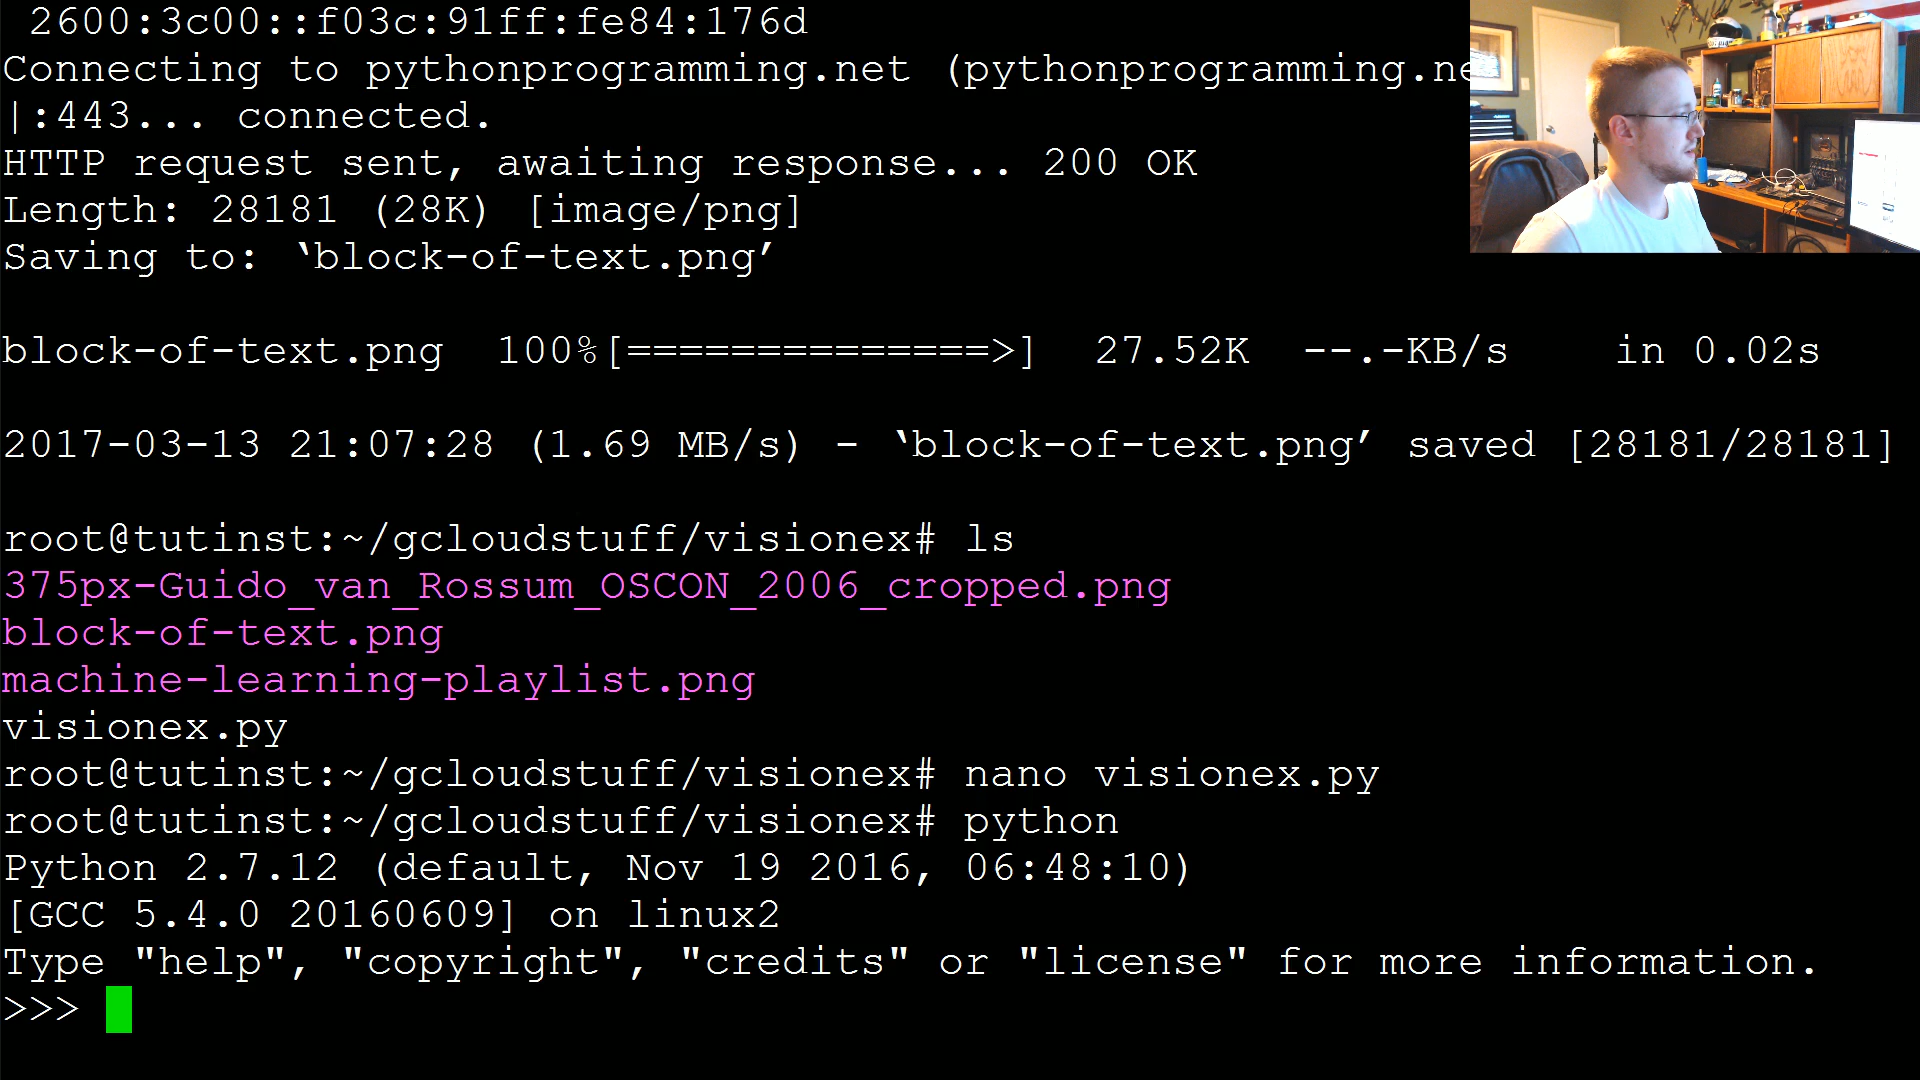 2600:3c00::f03c:91ff:fe84:176d
Connecting to pythonprogramming.net (pythonprogramming.ne
|:443... connected.
HTTP request sent, awaiting response... 200 OK
Length: 28181 (28K) [image/png]
Saving to: ‘block-of-text.png’
block-of-text.png 100%[==============>] 27.52K --.-KB/s in 0.02s
2017-03-13 21:07:28 (1.69 MB/s) - ‘block-of-text.png’ saved [28181/28181]
root@tutinst:~/gcloudstuff/visionex# ls
375px-Guido_van_Rossum_OSCON_2006_cropped.png
block-of-text.png
machine-learning-playlist.png
visionex.py
root@tutinst:~/gcloudstuff/visionex# nano visionex.py
root@tutinst:~/gcloudstuff/visionex# python
Python 2.7.12 (default, Nov 19 2016, 06:48:10)
[GCC 5.4.0 20160609] on linux2
Type "help", "copyright", "credits" or "license" for more information.
>>>